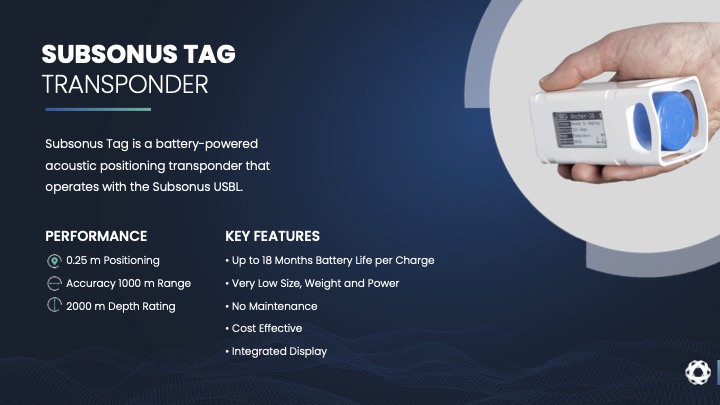 SUBSONUS TAG
TRANSPONDER
Subsonus Tag is a battery-powered
acoustic positioning transponder that
operates with the Subsonus USBL.
PERFORMANCE
0.25 m Positioning
Accuracy 1000 m Range
2000 m Depth Rating
KEY FEATURES
• Up to 18 Months Battery Life per Charge
• Very Low Size, Weight and Power
• No Maintenance
• Cost Effective
• Integrated Display